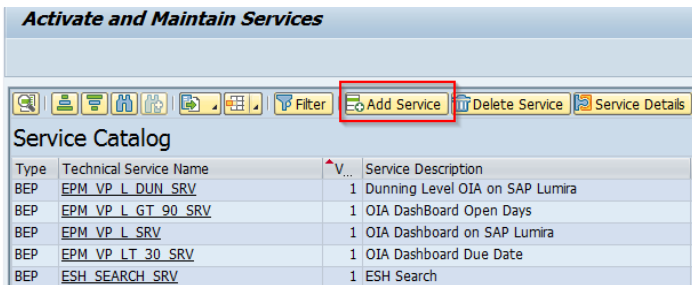 Activate and Maintain Services
Filter Add Service Delete Service Service Details
Service Catalog
Type Technical Service Name V... Service Description
BEP EPM_VP_L_DUN_SRV 1 Dunning Level OIA on SAP Lumira
BEP EPM_VP_L_GT_90_SRV 1 OIA DashBoard Open Days
BEP EPM_VP_L_SRV 1 OIA Dashboard on SAP Lumira
BEP EPM_VP_LT_30_SRV 1 OIA Dashboard Due Date
BEP ESH_SEARCH_SRV 1 ESH Search